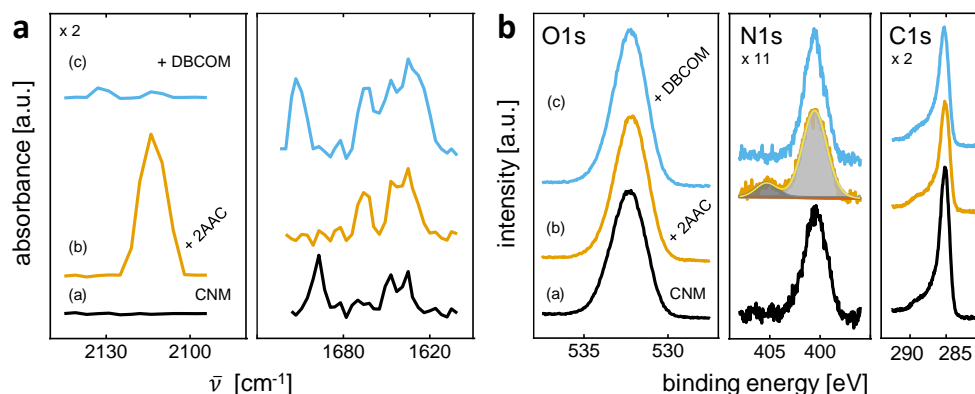 a
x 2
(c)
+ DBCOM
(b)
+ 2AAC
(a)
CNM
absorbance [a.u.]
2130
2100
1680
1620
ν̄ [cm⁻¹]
b
O1s
N1s
x 11
C1s
x 2
(c)
+ DBCOM
(b)
+ 2AAC
(a)
CNM
intensity [a.u.]
535
530
405
400
290
285
binding energy [eV]